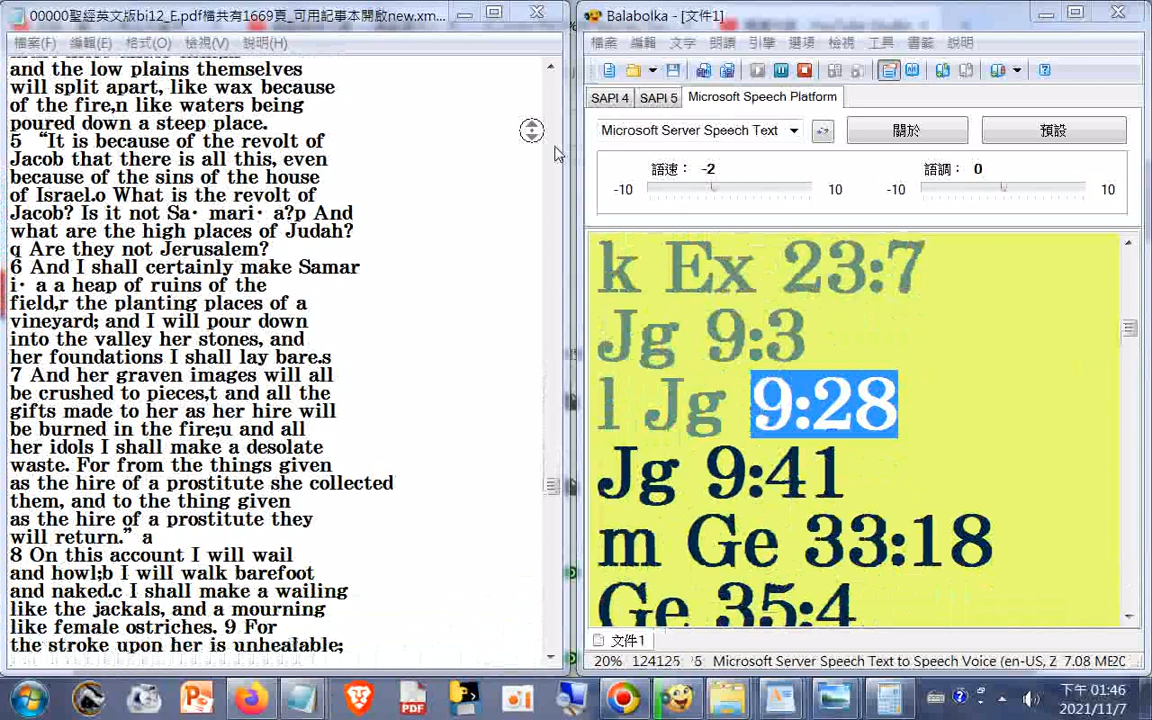 00000聖經英文版bi12_E.pdf檔共有1669頁_可用記事本開啟new.xm...
檔案(F) 編輯(E) 格式(O) 檢視(V) 說明(H)
and the low plains themselves
will split apart, like wax because
of the fire,n like waters being
poured down a steep place.
5 “It is because of the revolt of
Jacob that there is all this, even
because of the sins of the house
of Israel.o What is the revolt of
Jacob? Is it not Sa· mari· a?p And
what are the high places of Judah?
q Are they not Jerusalem?
6 And I shall certainly make Samar
i· a a heap of ruins of the
field,r the planting places of a
vineyard; and I will pour down
into the valley her stones, and
her foundations I shall lay bare.s
7 And her graven images will all
be crushed to pieces,t and all the
gifts made to her as her hire will
be burned in the fire;u and all
her idols I shall make a desolate
waste. For from the things given
as the hire of a prostitute she collected
them, and to the thing given
as the hire of a prostitute they
will return.” a
8 On this account I will wail
and howl;b I will walk barefoot
and naked.c I shall make a wailing
like the jackals, and a mourning
like female ostriches. 9 For
the stroke upon her is unhealable;
Balabolka - [文件1]
檔案 編輯 文字 朗讀 引擎 選項 檢視 工具 書籤 說明
SAPI 4 SAPI 5 Microsoft Speech Platform
Microsoft Server Speech Text 關於 預設
語速: -2 語調: 0
-10 10 -10 10
k Ex 23:7
Jg 9:3
l Jg 9:28
Jg 9:41
m Ge 33:18
Ge 35:4
文件1
20% 124125 Microsoft Server Speech Text to Speech Voice (en-US, Z 7.08 ME
PDF
下午 01:46
2021/11/7